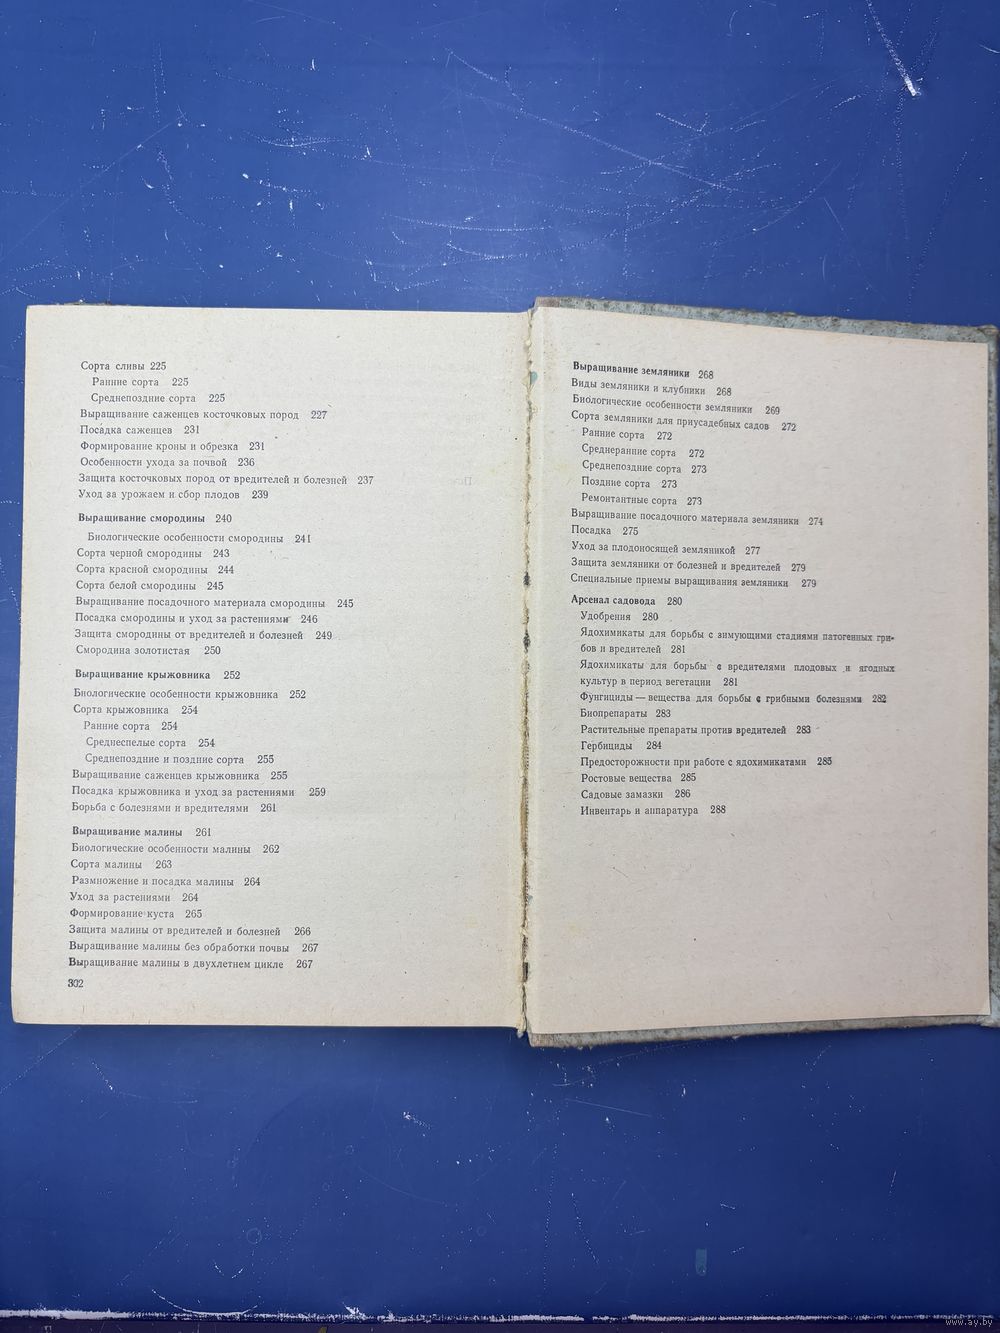 Сорта сливы 225
Ранние сорта 225
Среднепоздние сорта 225
Выращивание саженцев косточковых пород 227
Посадка саженцев 231
Формирование кроны и обрезка 231
Особенности ухода за почвой 236
Защита косточковых пород от вредителей и болезней 237
Уход за урожаем и сбор плодов 239
Выращивание смородины 240
Биологические особенности смородины 241
Сорта черной смородины 243
Сорта красной смородины 244
Сорта белой смородины 245
Выращивание посадочного материала смородины 245
Посадка смородины и уход за растениями 246
Защита смородины от вредителей и болезней 249
Смородина золотистая 250
Выращивание крыжовника 252
Биологические особенности крыжовника 252
Сорта крыжовника 254
Ранние сорта 254
Среднеспелые сорта 254
Среднепоздние и поздние сорта 255
Выращивание саженцев крыжовника 255
Посадка крыжовника и уход за растениями 259
Борьба с болезнями и вредителями 261
Выращивание малины 261
Биологические особенности малины 262
Сорта малины 263
Размножение и посадка малины 264
Уход за растениями 264
Формирование куста 265
Защита малины от вредителей и болезней 266
Выращивание малины без обработки почвы 267
Выращивание малины в двухлетнем цикле 267
302
Выращивание земляники 268
Виды земляники и клубники 268
Биологические особенности земляники 269
Сорта земляники для приусадебных садов 272
Ранние сорта 272
Среднеранние сорта 272
Среднепоздние сорта 273
Поздние сорта 273
Ремонтантные сорта 273
Выращивание посадочного материала земляники 274
Посадка 275
Уход за плодоносящей земляникой 277
Защита земляники от болезней и вредителей 279
Специальные приемы выращивания земляники 279
Арсенал садовода 280
Удобрения 280
Ядохимикаты для борьбы с зимующими стадиями патогенных гри-
бов и вредителей 281
Ядохимикаты для борьбы с вредителями плодовых и ягодных
культур в период вегетации 281
Фунгициды — вещества для борьбы с грибными болезнями 282
Биопрепараты 283
Растительные препараты против вредителей 283
Гербициды 284
Предосторожности при работе с ядохимикатами 285
Ростовые вещества 285
Садовые замазки 286
Инвентарь и аппаратура 288
www.ay.by